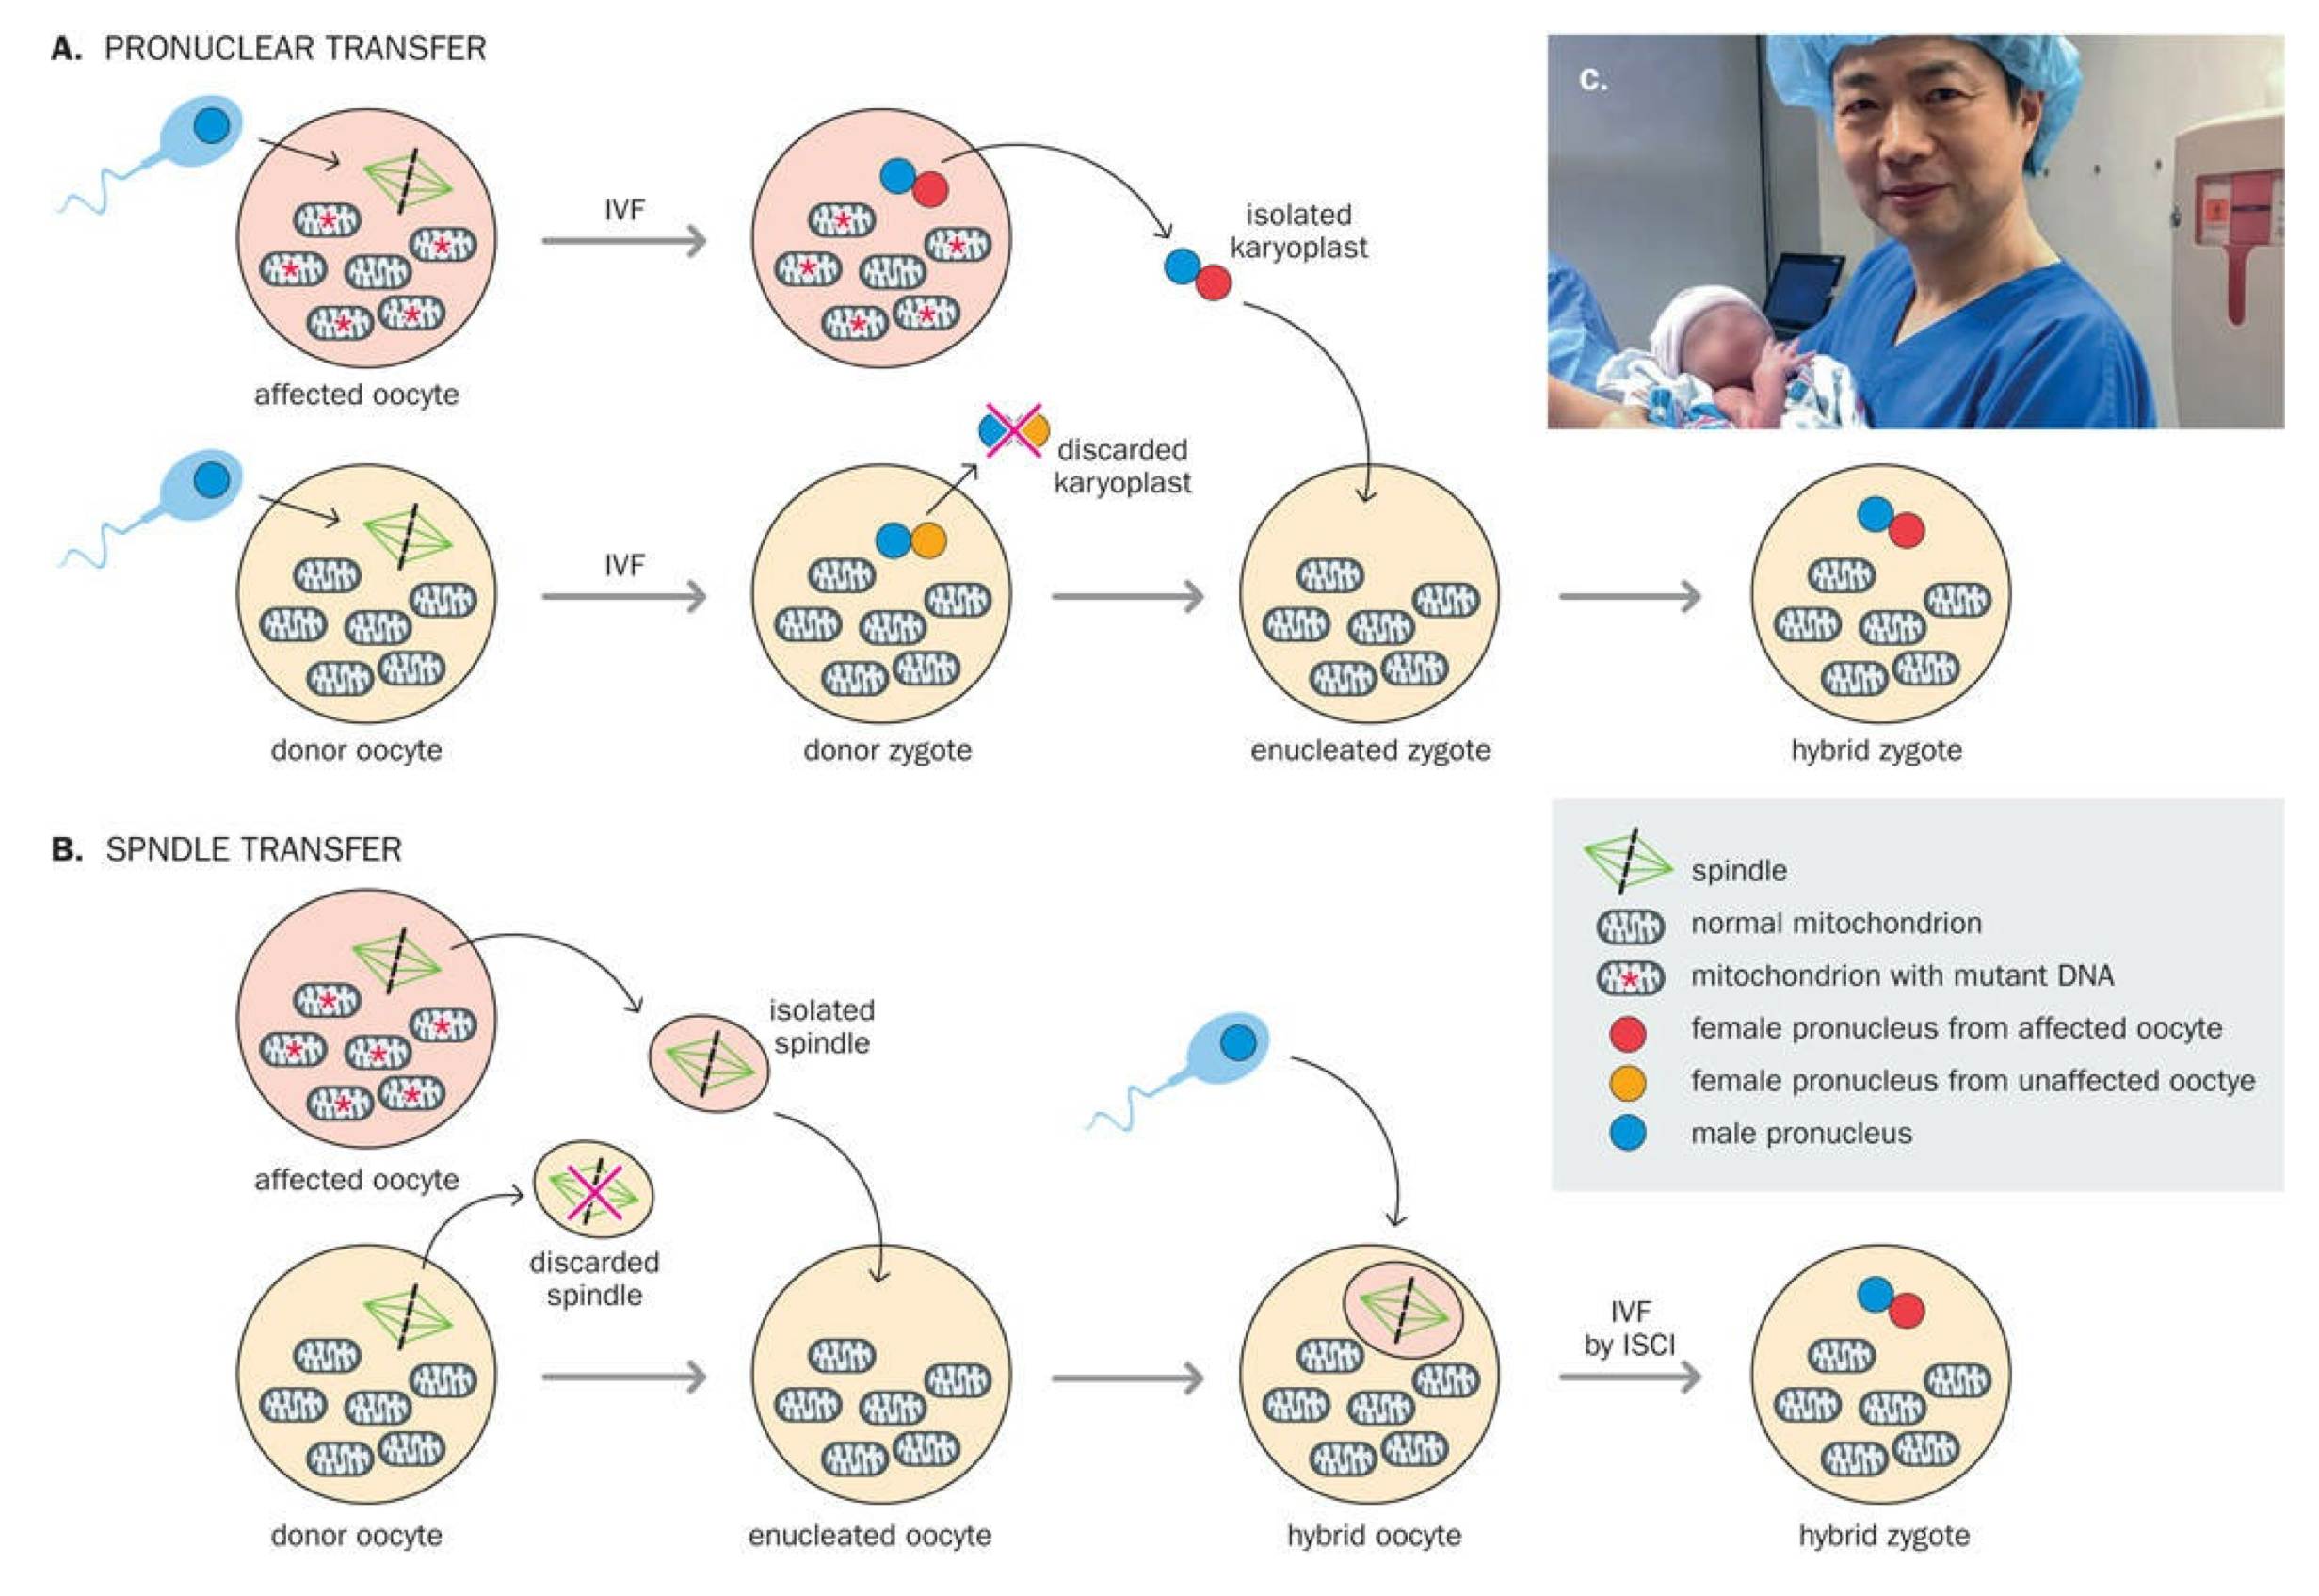 A. PRONUCLEAR TRANSFER
C.
IVF
isolated
karyoplast
affected oocyte
discarded
karyoplast
IVF
donor oocyte
donor zygote
enucleated zygote
hybrid zygote
B. SPNDLE TRANSFER
spindle
normal mitochondrion
mitochondrion with mutant DNA
female pronucleus from affected oocyte
female pronucleus from unaffected ooctye
male pronucleus
isolated
spindle
affected oocyte
discarded
spindle
IVF
by ISCI
donor oocyte
enucleated oocyte
hybrid oocyte
hybrid zygote